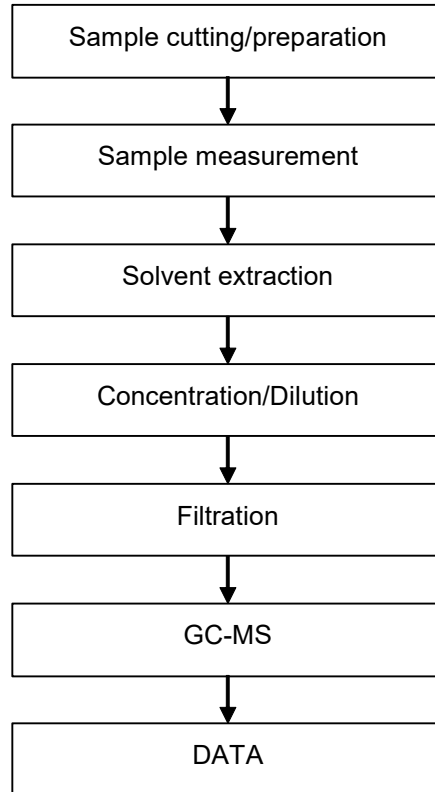 Sample cutting/preparation
Sample measurement
Solvent extraction
Concentration/Dilution
Filtration
GC-MS
DATA